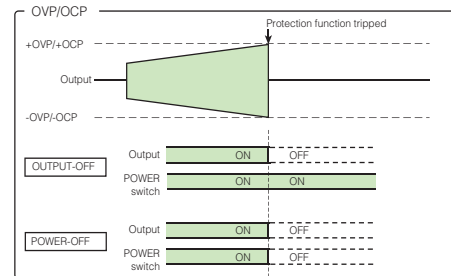 OVP/OCP
Protection function tripped
+OVP/+OCP
Output
-OVP/-OCP
OUTPUT-OFF
Output ON OFF
POWER switch ON ON
POWER-OFF
Output ON OFF
POWER switch ON OFF